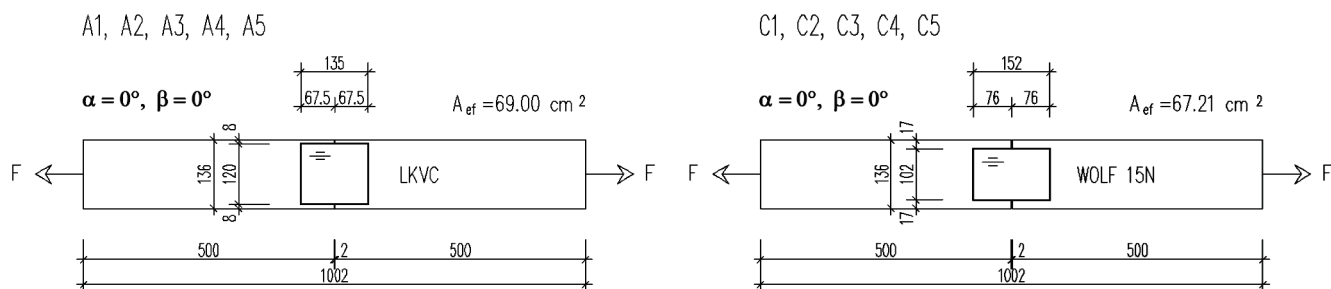 A1, A2, A3, A4, A5
135
α = 0°, β = 0°
67.5 67.5
A ef =69.00 cm 2
8
F
136
120
LKVC
F
8
500
2
500
1002
C1, C2, C3, C4, C5
152
α = 0°, β = 0°
76 76
A ef =67.21 cm 2
17
F
136
102
WOLF 15N
F
17
500
2
500
1002